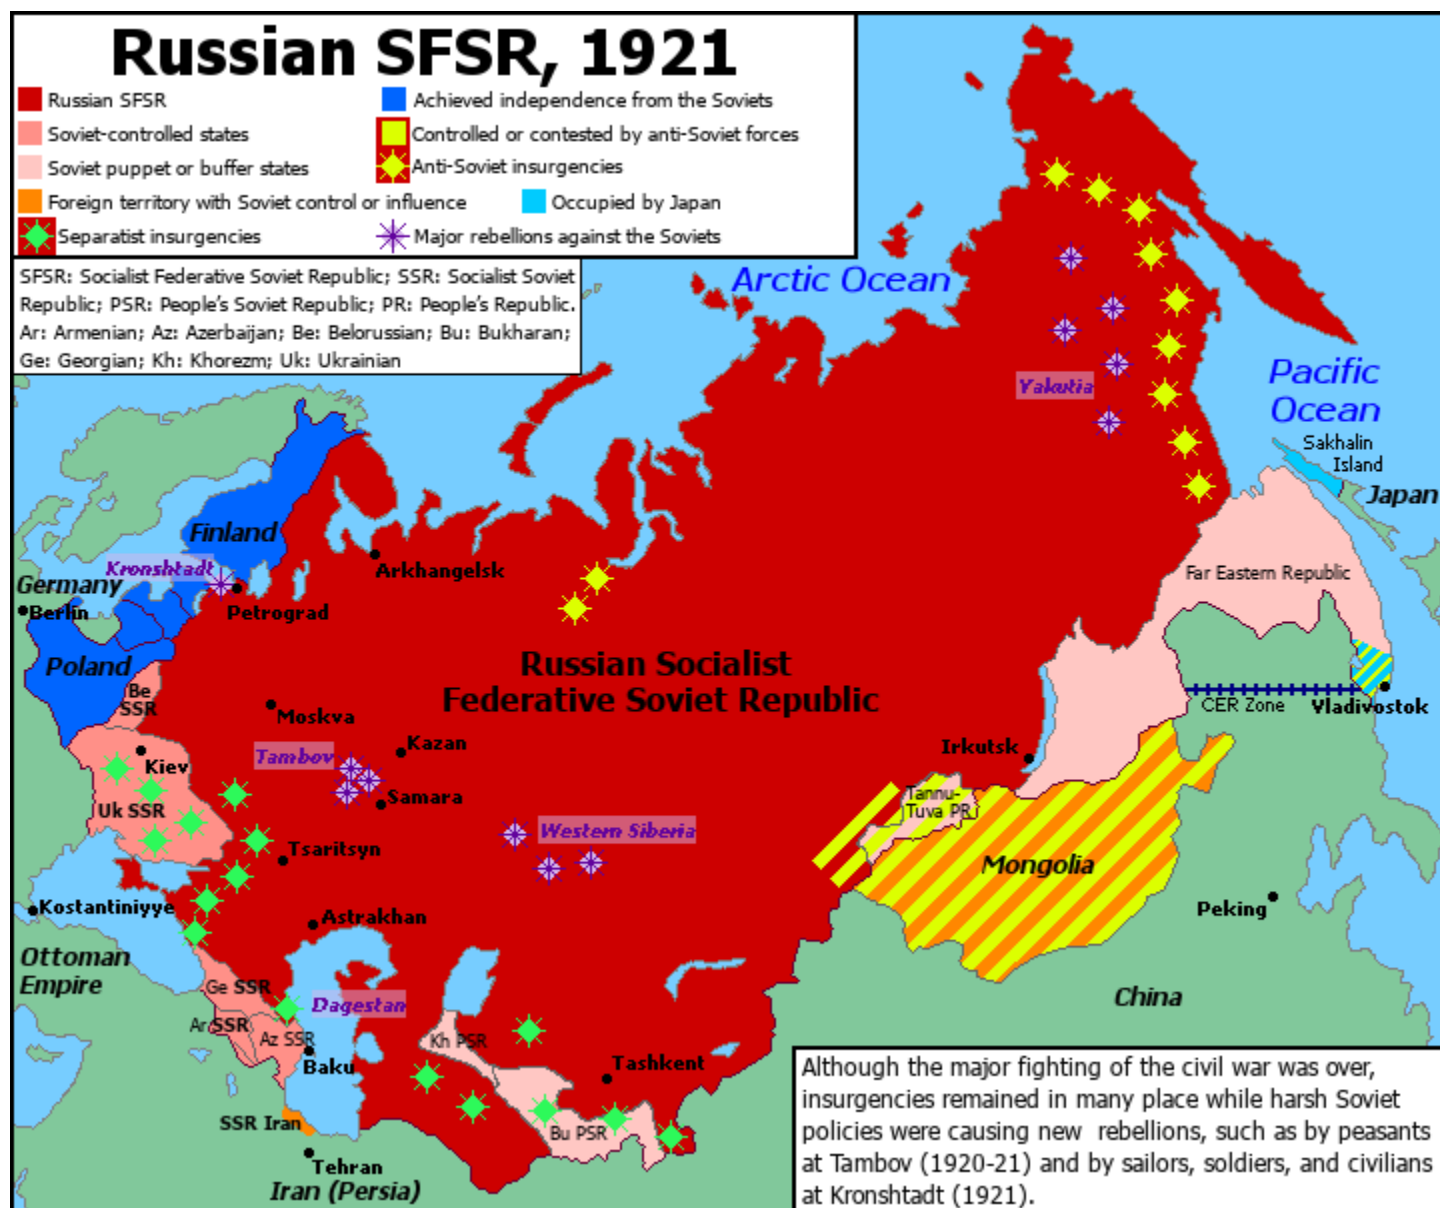 Russian SFSR, 1921
Russian SFSR
Achieved independence from the Soviets
Soviet-controlled states
Controlled or contested by anti-Soviet forces
Soviet puppet or buffer states
Anti-Soviet insurgencies
Foreign territory with Soviet control or influence
Occupied by Japan
Separatist insurgencies
Major rebellions against the Soviets
SFSR: Socialist Federative Soviet Republic; SSR: Socialist Soviet
Republic; PSR: People's Soviet Republic; PR: People's Republic.
Ar: Armenian; Az: Azerbaijan; Be: Belorussian; Bu: Bukharan;
Ge: Georgian; Kh: Khorezm; Uk: Ukrainian
Arctic Ocean
Pacific
Ocean
Yakutia
Sakhalin
Island
Japan
Finland
Kronshtadt
Arkhangelsk
Germany
Berlin
Petrograd
Far Eastern Republic
Poland
Russian Socialist
Federative Soviet Republic
Be
SSR
Moskva
CER Zone
Vladivostok
Kazan
Tambov
Kiev
Irkutsk
Samara
Uk SSR
Tannu-
Tuva PR
Western Siberia
Tsaritsyn
Mongolia
Kostantiniyye
Astrakhan
Peking
Ottoman
Empire
Ge SSR
Dagestan
China
Ar SSR
Az SSR
Kh PSR
Baku
Tashkent
SSR Iran
Bu PSR
Tehran
Iran (Persia)
Although the major fighting of the civil war was over,
insurgencies remained in many place while harsh Soviet
policies were causing new rebellions, such as by peasants
at Tambov (1920-21) and by sailors, soldiers, and civilians
at Kronshtadt (1921).